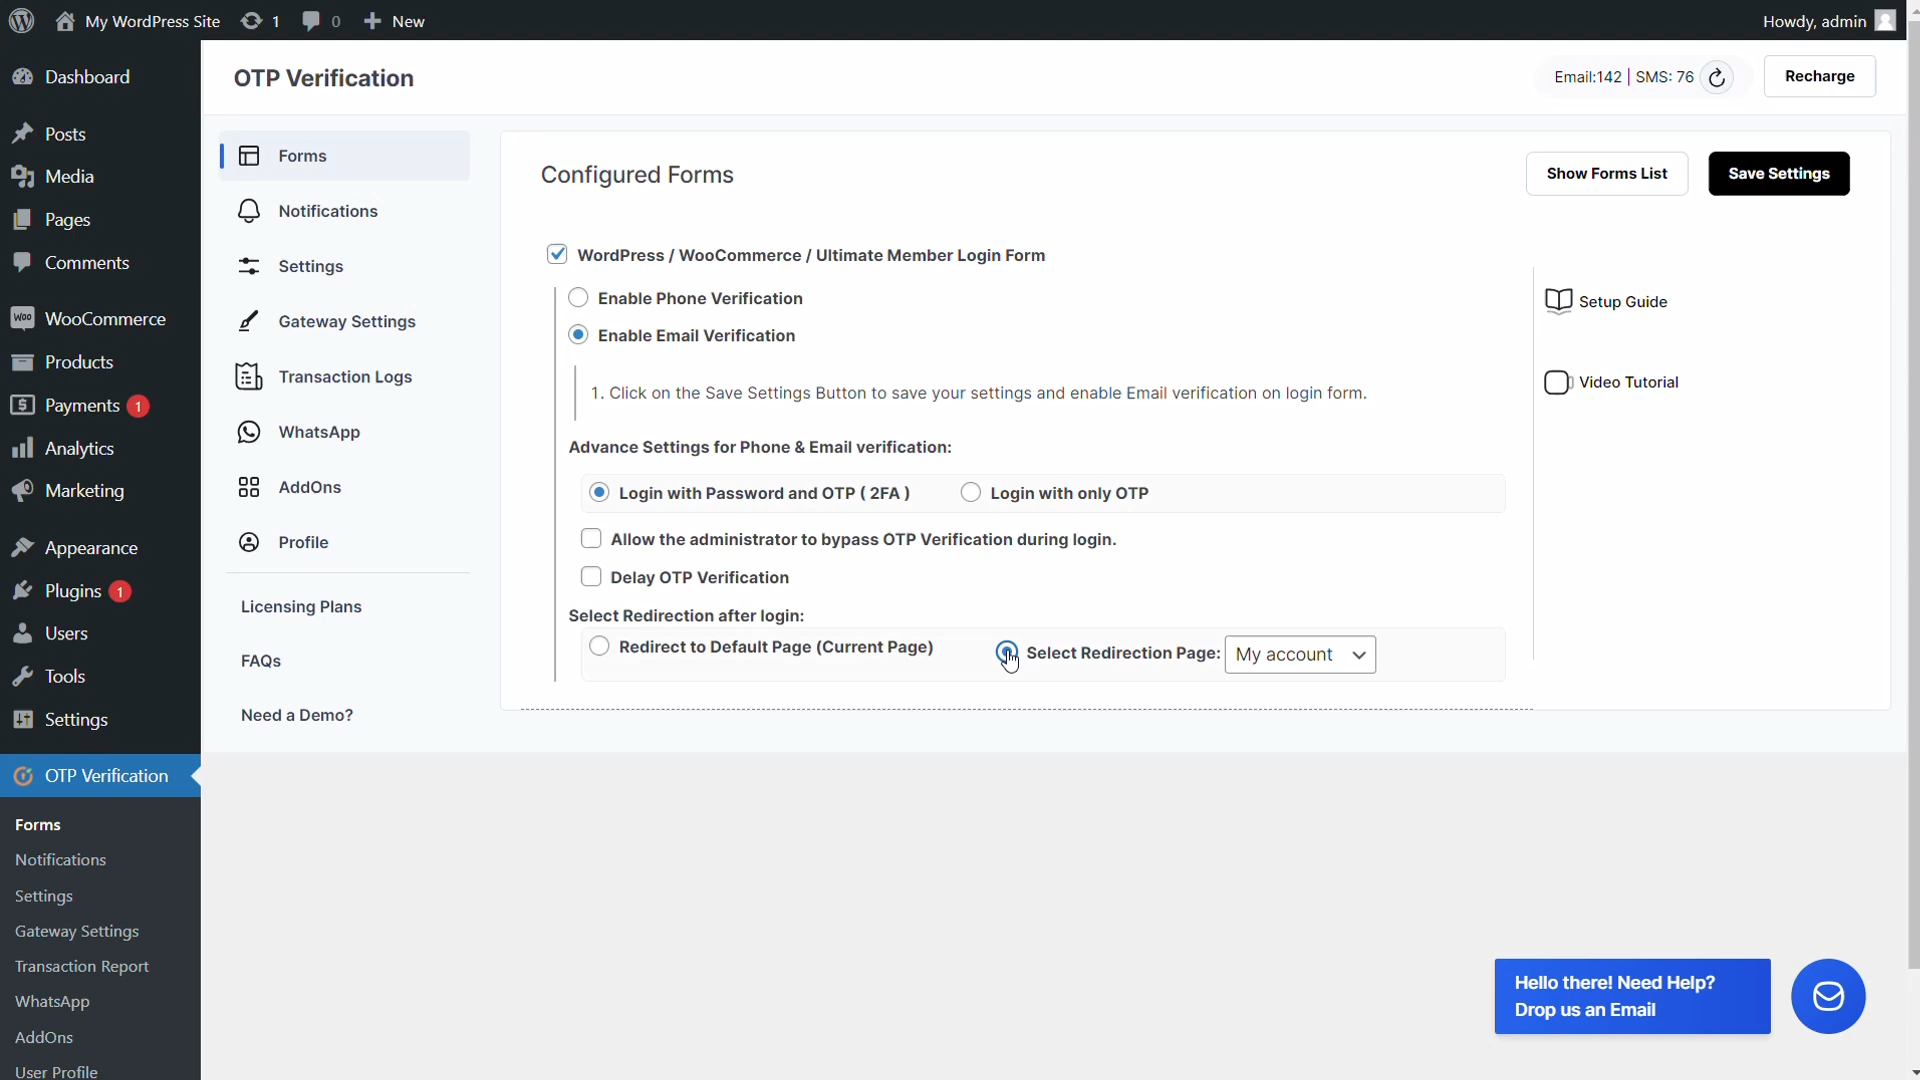 My WordPress Site 1 0 New Howdy, admin
Dashboard
Posts
Media
Pages
Comments
WooCommerce
Products
Payments 1
Analytics
Marketing
Appearance
Plugins 1
Users
Tools
Settings
OTP Verification
Forms
Notifications
Settings
Gateway Settings
Transaction Report
WhatsApp
AddOns
User Profile
OTP Verification
Email:142 | SMS: 76
Recharge
Forms
Notifications
Settings
Gateway Settings
Transaction Logs
WhatsApp
AddOns
Profile
Licensing Plans
FAQs
Need a Demo?
Configured Forms
Show Forms List
Save Settings
WordPress / WooCommerce / Ultimate Member Login Form
Enable Phone Verification
Enable Email Verification
1. Click on the Save Settings Button to save your settings and enable Email verification on login form.
Advance Settings for Phone & Email verification:
Login with Password and OTP ( 2FA ) Login with only OTP
Allow the administrator to bypass OTP Verification during login.
Delay OTP Verification
Select Redirection after login:
Redirect to Default Page (Current Page) Select Redirection Page: My account
Setup Guide
Video Tutorial
Hello there! Need Help?
Drop us an Email